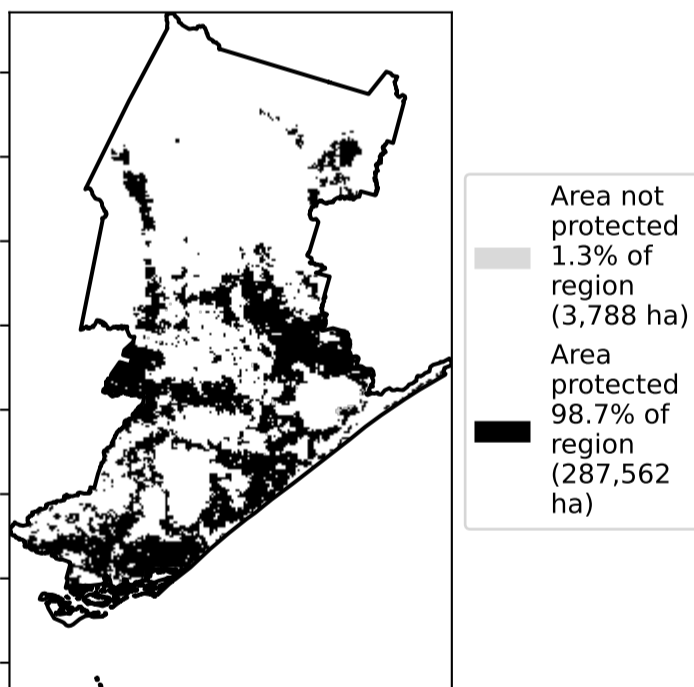 Area not
protected
1.3% of
region
(3,788 ha)
Area
protected
98.7% of
region
(287,562
ha)